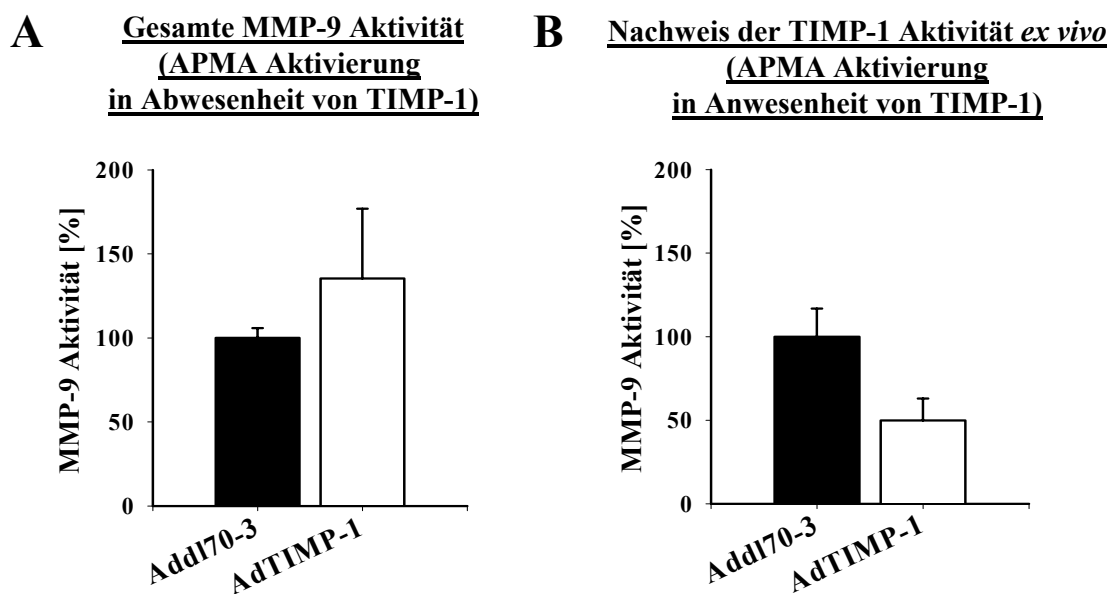 A
Gesamte MMP-9 Aktivität
(APMA Aktivierung
in Abwesenheit von TIMP-1)
200
150
100
50
0
MMP-9 Aktivität [%]
Addl70-3
AdTIMP-1
B
Nachweis der TIMP-1 Aktivität ex vivo
(APMA Aktivierung
in Anwesenheit von TIMP-1)
200
150
100
50
0
MMP-9 Aktivität [%]
Addl70-3
AdTIMP-1